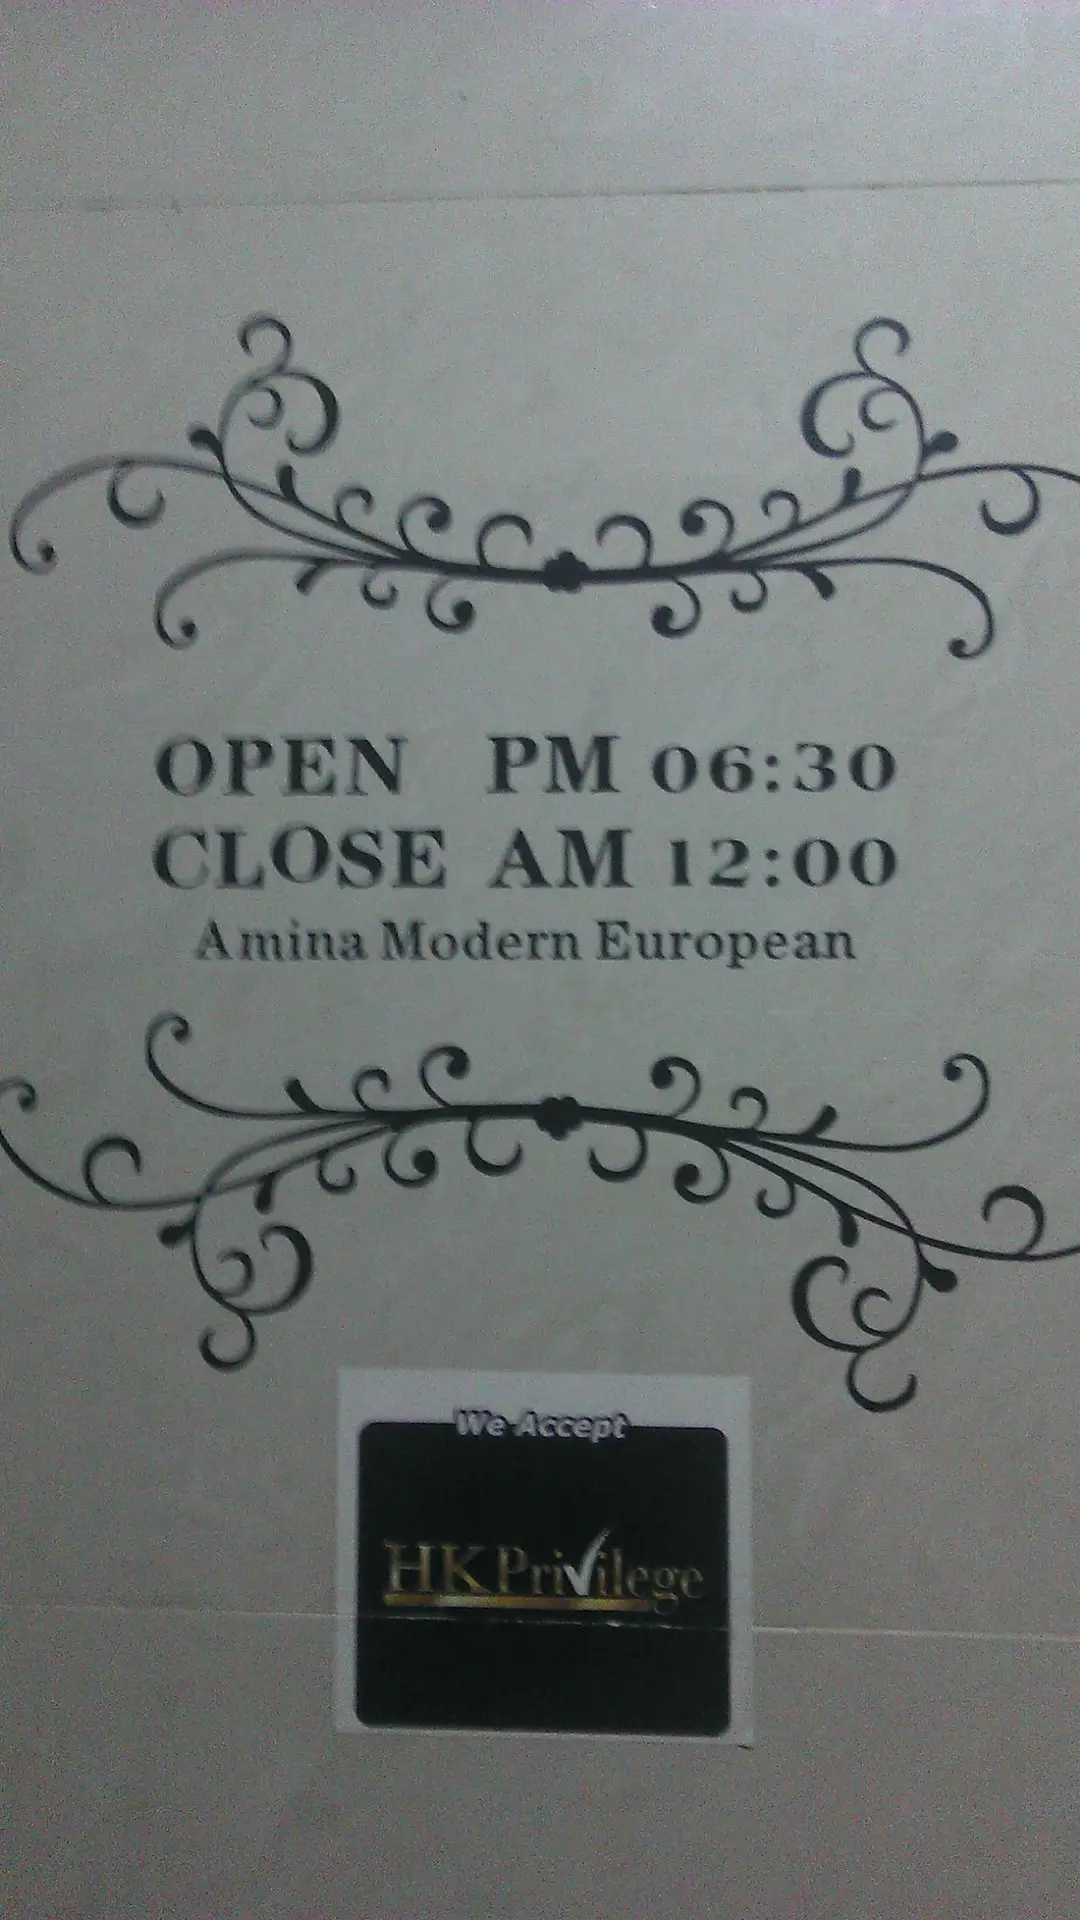 OPEN PM 06:30
CLOSE AM 12:00
Amina Modern European
We Accept
HK Privilege